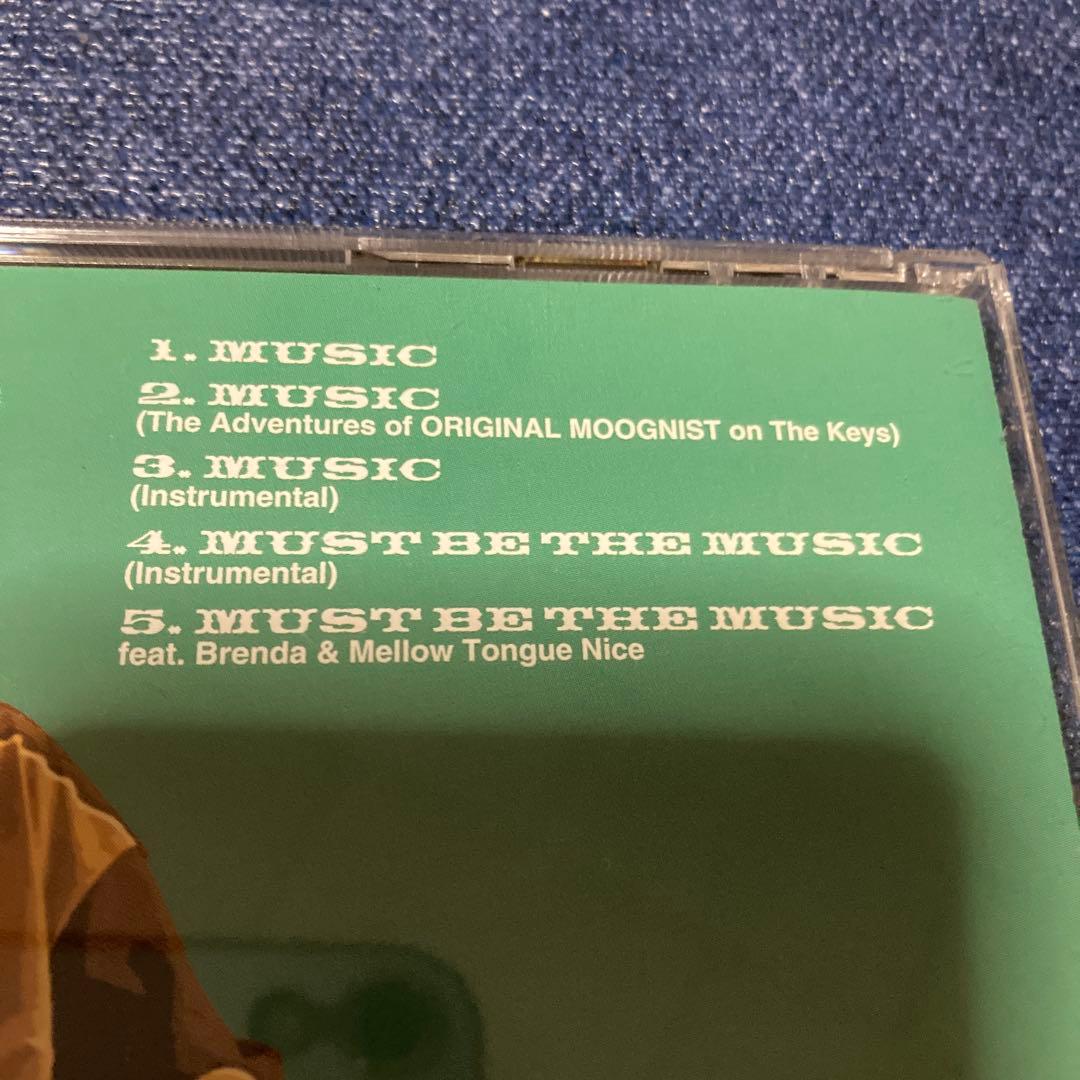 1. MUSIC
2. MUSIC
(The Adventures of ORIGINAL MOOGNIST on The Keys)
3. MUSIC
(Instrumental)
4. MUST BE THE MUSIC
(Instrumental)
5. MUST BE THE MUSIC
feat. Brenda & Mellow Tongue Nice